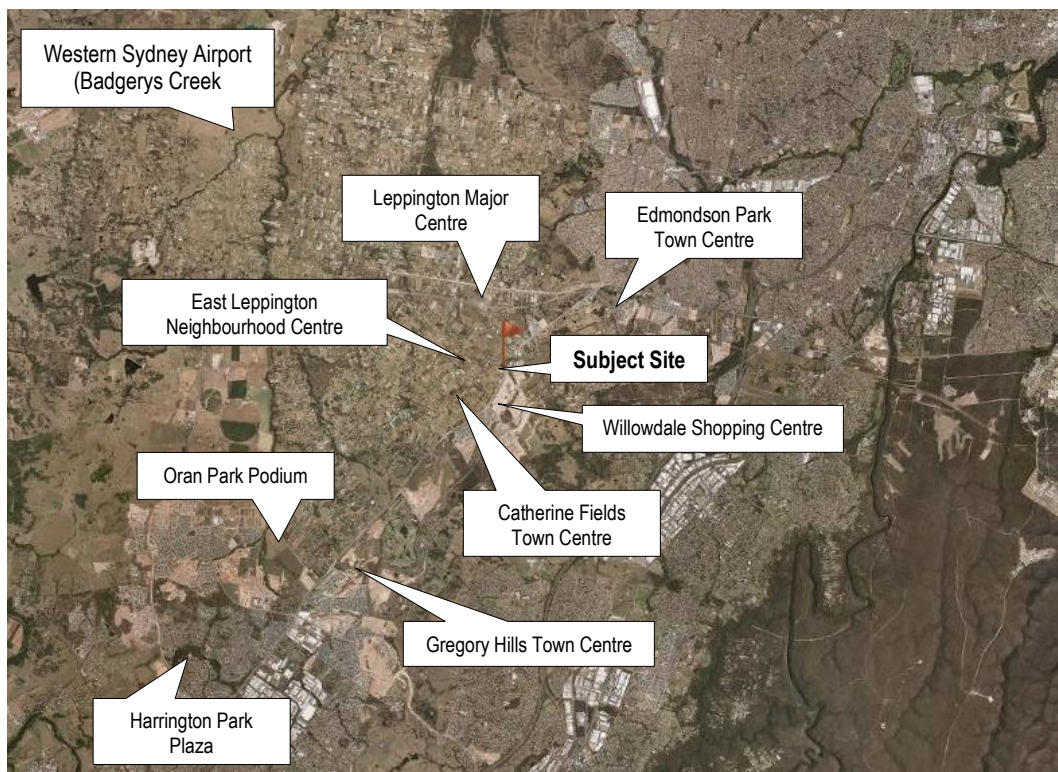 Western Sydney Airport
(Badgerys Creek
Leppington Major
Centre
Edmondson Park
Town Centre
East Leppington
Neighbourhood Centre
Subject Site
Willowdale Shopping Centre
Oran Park Podium
Catherine Fields
Town Centre
Gregory Hills Town Centre
Harrington Park
Plaza